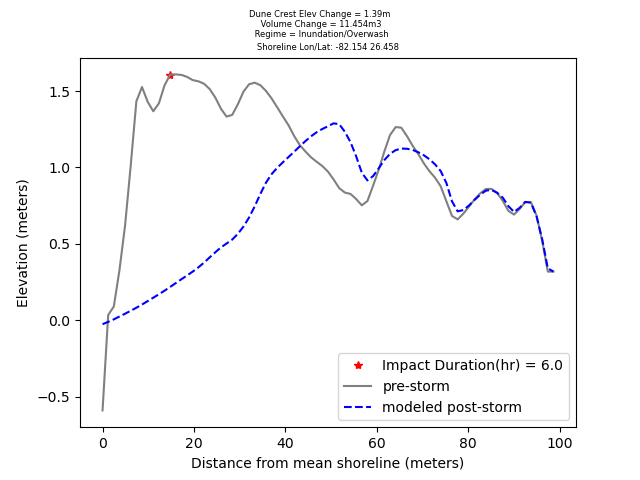 Dune Crest Elev Change = 1.39m
Volume Change = 11.454m3
Regime = Inundation/Overwash
Shoreline Lon/Lat: -82.154 26.458
1.5
1.0
0.5
0.0
−0.5
Elevation (meters)
Impact Duration(hr) = 6.0
pre-storm
modeled post-storm
0 20 40 60 80 100
Distance from mean shoreline (meters)